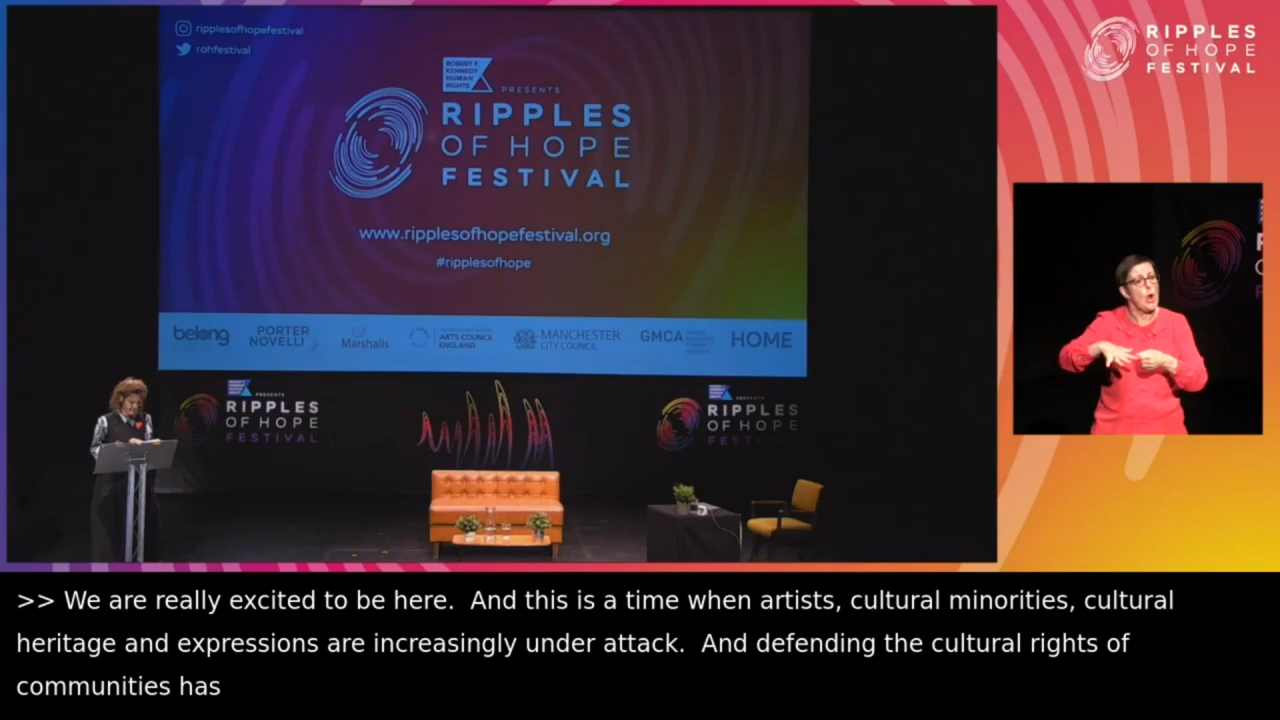 ripplesofhopefestival
rohfestival
ROBERT F.
KENNEDY
HUMAN
RIGHTS
PRESENTS
RIPPLES
OF HOPE
FESTIVAL
www.ripplesofhopefestival.org
#ripplesofhope
belong
PORTER
NOVELLI
Marshalls
ARTS COUNCIL
ENGLAND
MANCHESTER
CITY COUNCIL
GMCA
HOME
RIPPLES
OF HOPE
FESTIVAL
PRESENTS
RIPPLES
OF HOPE
FESTIVAL
PRESENTS
RIPPLES
OF HOPE
FESTIVAL
>> We are really excited to be here.  And this is a time when artists, cultural minorities, cultural
heritage and expressions are increasingly under attack.  And defending the cultural rights of
communities has